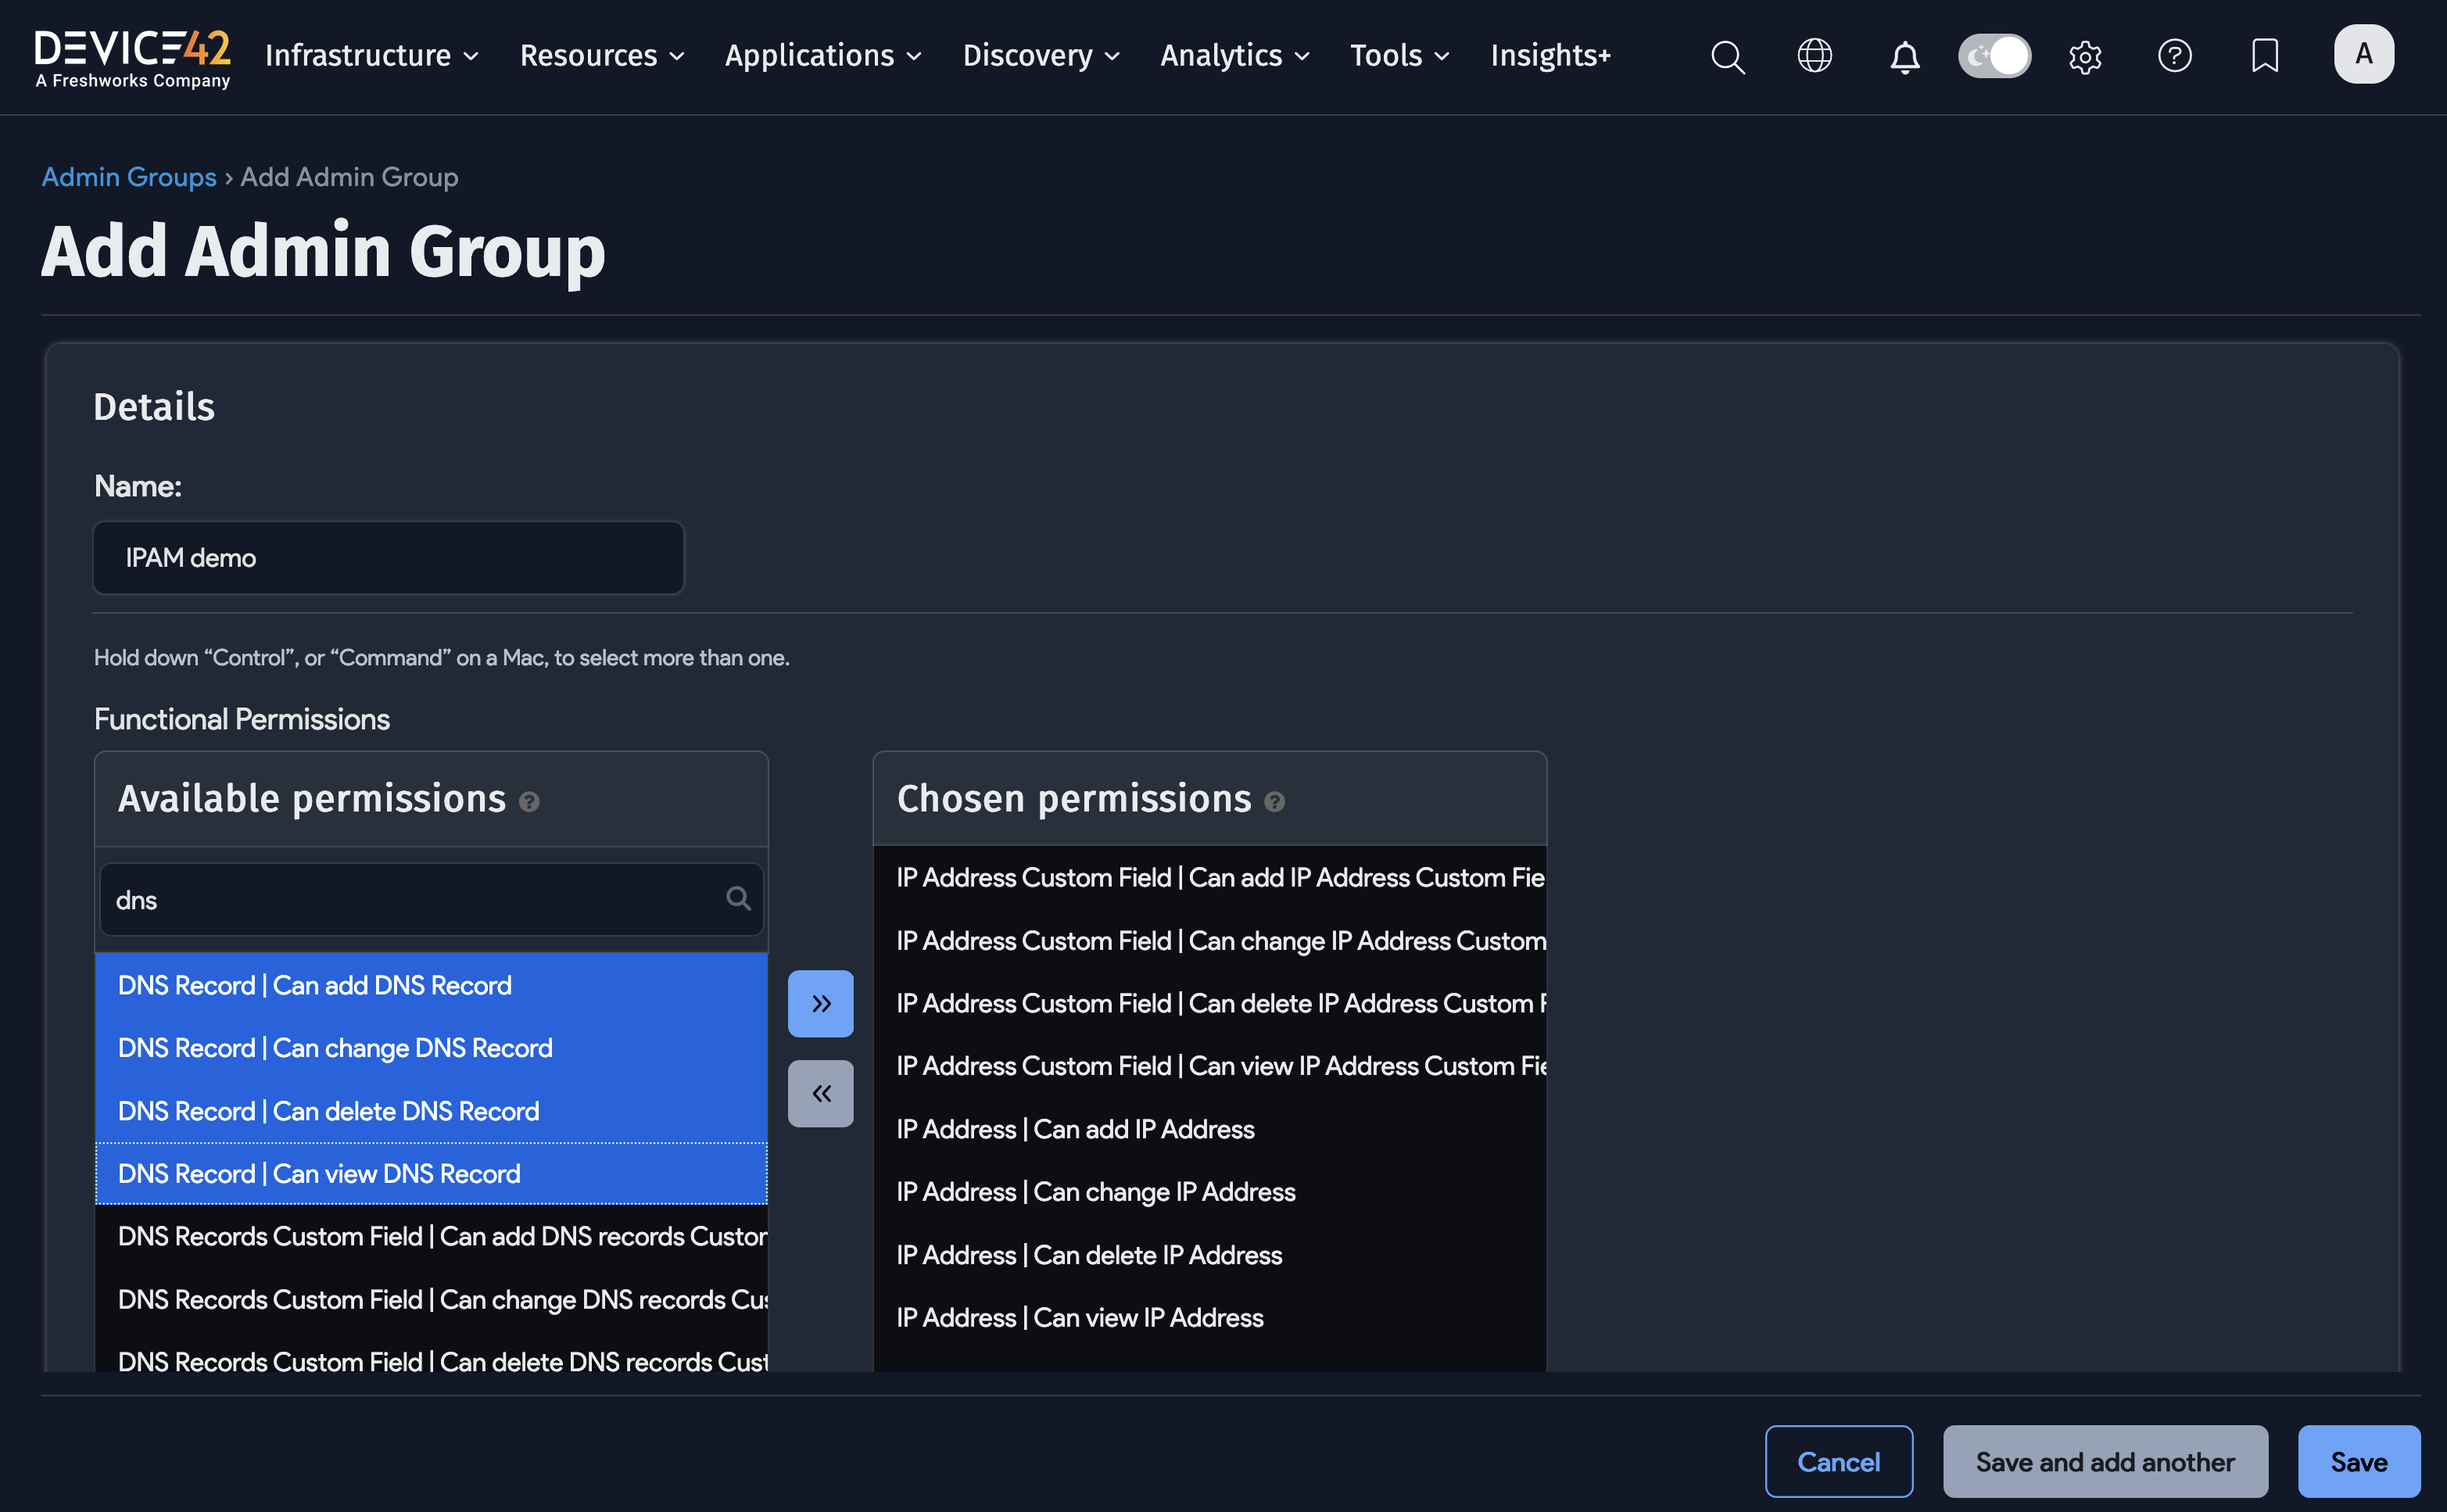 DEVICE42
A Freshworks Company
Infrastructure Resources Applications Discovery Analytics Tools Insights+
A
Admin Groups › Add Admin Group
Add Admin Group
Details
Name:
IPAM demo
Hold down “Control”, or “Command” on a Mac, to select more than one.
Functional Permissions
Available permissions ?
dns
DNS Record | Can add DNS Record
DNS Record | Can change DNS Record
DNS Record | Can delete DNS Record
DNS Record | Can view DNS Record
DNS Records Custom Field | Can add DNS records Custom
DNS Records Custom Field | Can change DNS records Cus
DNS Records Custom Field | Can delete DNS records Cust
»
«
Chosen permissions ?
IP Address Custom Field | Can add IP Address Custom Fie
IP Address Custom Field | Can change IP Address Custom
IP Address Custom Field | Can delete IP Address Custom F
IP Address Custom Field | Can view IP Address Custom Fie
IP Address | Can add IP Address
IP Address | Can change IP Address
IP Address | Can delete IP Address
IP Address | Can view IP Address
Cancel
Save and add another
Save